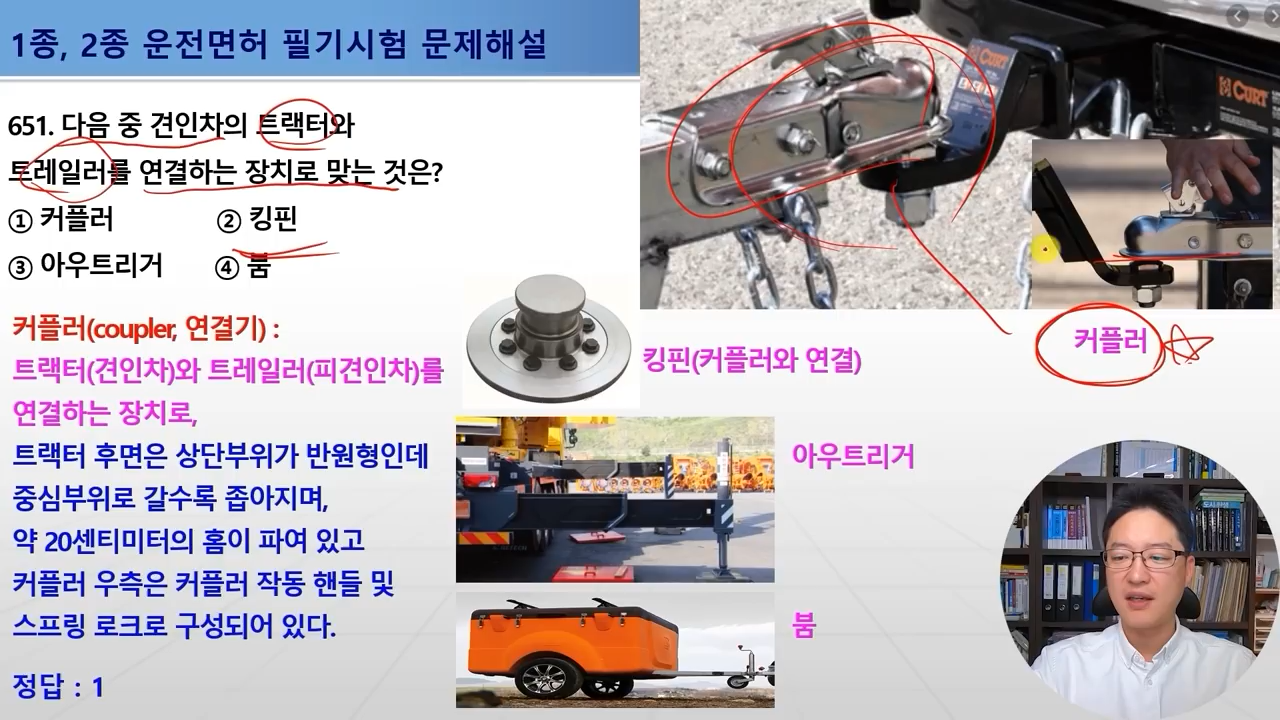 1종, 2종 운전면허 필기시험 문제해설
651. 다음 중 견인차의 트랙터와
트레일러를 연결하는 장치로 맞는 것은?
① 커플러 ② 킹핀
③ 아우트리거 ④ 붐
커플러(coupler, 연결기) :
트랙터(견인차)와 트레일러(피견인차)를
연결하는 장치로,
트랙터 후면은 상단부위가 반원형인데
중심부위로 갈수록 좁아지며,
약 20센티미터의 홈이 파여 있고
커플러 우측은 커플러 작동 핸들 및
스프링 로크로 구성되어 있다.
정답 : 1
CURT
CURT
커플러
킹핀(커플러와 연결)
아우트리거
붐